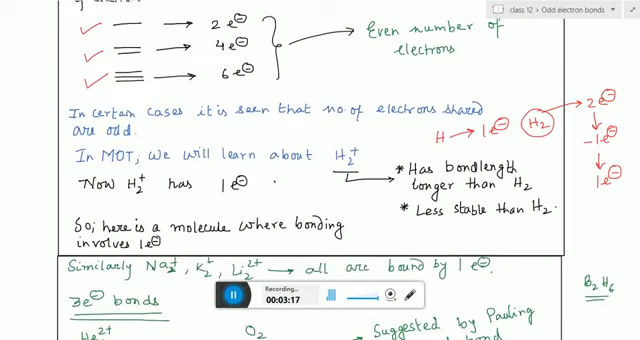 class 12 > Odd electron bonds
2e⊖
4e⊖
6e⊖
Even number of
electrons
In certain cases it is seen that no. of electrons shared
are odd.
H → 1e⊖
H2
2e⊖
-1e⊖
1e⊖
In MOT, we will learn about H2+
Now H2+ has 1e⊖
* Has bondlength
longer than H2
* Less stable than H2.
So, here is a molecule where bonding
involves 1e⊖
Similarly Na2+, K2+, Li2+ → all are bound by 1e⊖.
B2H6
Recording...
00:03:17
3e⊖ bonds
O2
Suggested by Pauling